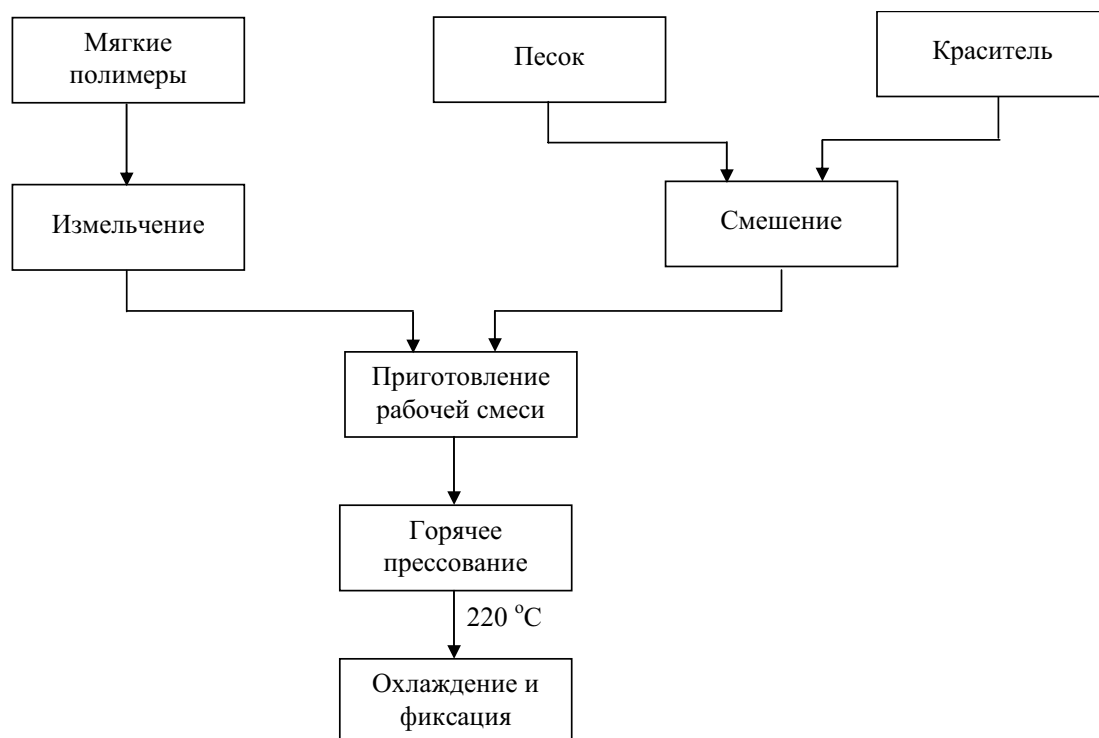 Мягкие
полимеры
Песок
Краситель
Измельчение
Смешение
Приготовление
рабочей смеси
Горячее
прессование
220 °С
Охлаждение и
фиксация